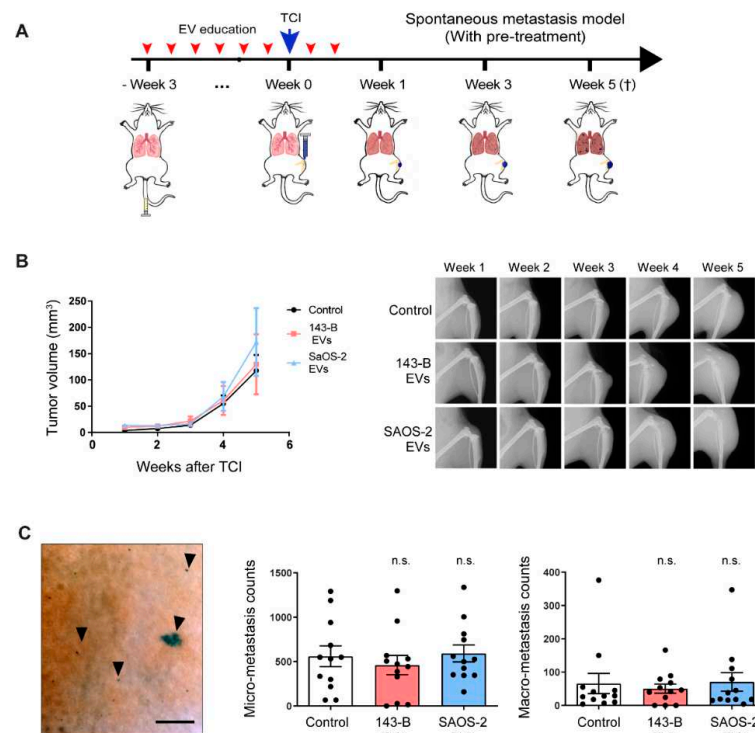 A
EV education
TCI
Spontaneous metastasis model
(With pre-treatment)
- Week 3
...
Week 0
Week 1
Week 3
Week 5 (†)
B
Tumor volume (mm³)
250
200
150
100
50
0
0
2
4
6
Weeks after TCI
Control
143-B
EVs
SaOS-2
EVs
Week 1
Week 2
Week 3
Week 4
Week 5
Control
143-B
EVs
SAOS-2
EVs
C
Micro-metastasis counts
1500
1000
500
0
n.s.
n.s.
Control
143-B
SAOS-2
Macro-metastasis counts
400
300
200
100
0
n.s.
n.s.
Control
143-B
SAOS-2